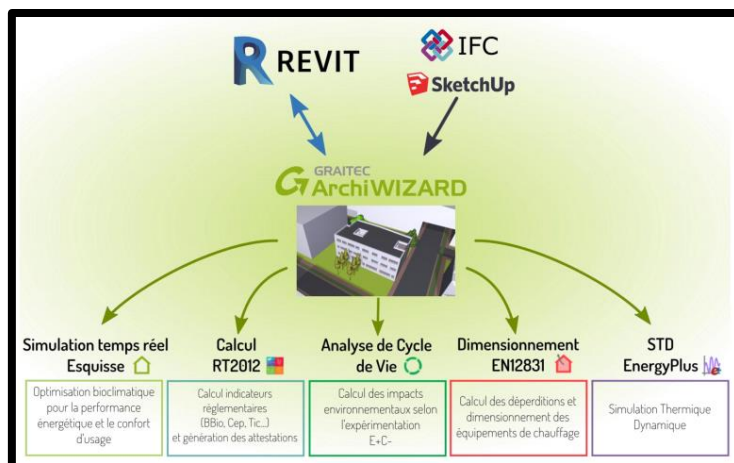 REVIT
IFC
SketchUp
GRAITEC
ArchiWIZARD
Simulation temps réel
Esquisse
Optimisation bioclimatique
pour la performance
énergétique et le confort
d'usage
Calcul
RT2012
Calcul indicateurs
règlementaires
(BBio, Cep, Tic...)
et génération des attestations
Analyse de Cycle
de Vie
Calcul des impacts
environnementaux selon
l'expérimentation
E+C-
Dimensionnement
EN12831
Calcul des déperditions et
dimensionnement des
équipements de chauffage
STD
EnergyPlus
Simulation Thermique
Dynamique